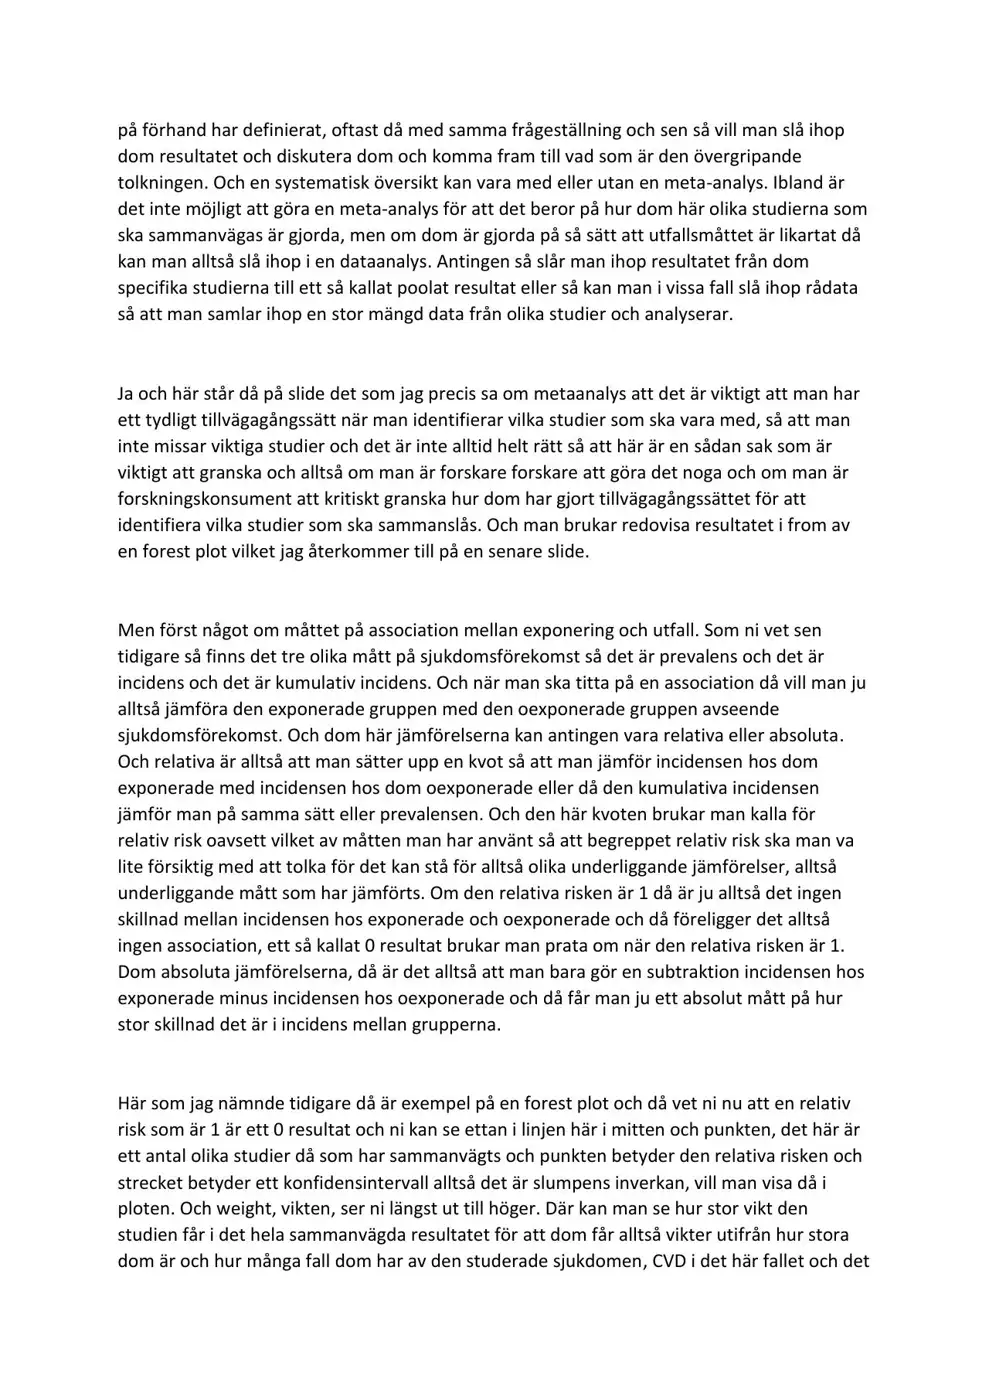 på förhand har definierat, oftast då med samma frågeställning och sen så vill man slå ihop
dom resultatet och diskutera dom och komma fram till vad som är den övergripande
tolkningen. Och en systematisk översikt kan vara med eller utan en meta-analys. Ibland är
det inte möjligt att göra en meta-analys för att det beror på hur dom här olika studierna som
ska sammanvägas är gjorda, men om dom är gjorda på så sätt att utfallsmåttet är likartat då
kan man alltså slå ihop i en dataanalys. Antingen så slår man ihop resultatet från dom
specifika studierna till ett så kallat poolat resultat eller så kan man i vissa fall slå ihop rådata
så att man samlar ihop en stor mängd data från olika studier och analyserar.
Ja och här står då på slide det som jag precis sa om metaanalys att det är viktigt att man har
ett tydligt tillvägagångssätt när man identifierar vilka studier som ska vara med, så att man
inte missar viktiga studier och det är inte alltid helt rätt så att här är en sådan sak som är
viktigt att granska och alltså om man är forskare forskare att göra det noga och om man är
forskningskonsument att kritiskt granska hur dom har gjort tillvägagångssättet för att
identifiera vilka studier som ska sammanslås. Och man brukar redovisa resultatet i from av
en forest plot vilket jag återkommer till på en senare slide.
Men först något om måttet på association mellan exponering och utfall. Som ni vet sen
tidigare så finns det tre olika mått på sjukdomsförekomst så det är prevalens och det är
incidens och det är kumulativ incidens. Och när man ska titta på en association då vill man ju
alltså jämföra den exponerade gruppen med den oexponerade gruppen avseende
sjukdomsförekomst. Och dom här jämförelserna kan antingen vara relativa eller absoluta.
Och relativa är alltså att man sätter upp en kvot så att man jämför incidensen hos dom
exponerade med incidensen hos dom oexponerade eller då den kumulativa incidensen
jämför man på samma sätt eller prevalensen. Och den här kvoten brukar man kalla för
relativ risk oavsett vilket av måtten man har använt så att begreppet relativ risk ska man va
lite försiktig med att tolka för det kan stå för alltså olika underliggande jämförelser, alltså
underliggande mått som har jämförts. Om den relativa risken är 1 då är ju alltså det ingen
skillnad mellan incidensen hos exponerade och oexponerade och då föreligger det alltså
ingen association, ett så kallat 0 resultat brukar man prata om när den relativa risken är 1.
Dom absoluta jämförelserna, då är det alltså att man bara gör en subtraktion incidensen hos
exponerade minus incidensen hos oexponerade och då får man ju ett absolut mått på hur
stor skillnad det är i incidens mellan grupperna.
Här som jag nämnde tidigare då är exempel på en forest plot och då vet ni nu att en relativ
risk som är 1 är ett 0 resultat och ni kan se ettan i linjen här i mitten och punkten, det här är
ett antal olika studier då som har sammanvägts och punkten betyder den relativa risken och
strecket betyder ett konfidensintervall alltså det är slumpens inverkan, vill man visa då i
ploten. Och weight, vikten, ser ni längst ut till höger. Där kan man se hur stor vikt den
studien får i det hela sammanvägda resultatet för att dom får alltså vikter utifrån hur stora
dom är och hur många fall dom har av den studerade sjukdomen, CVD i det här fallet och det